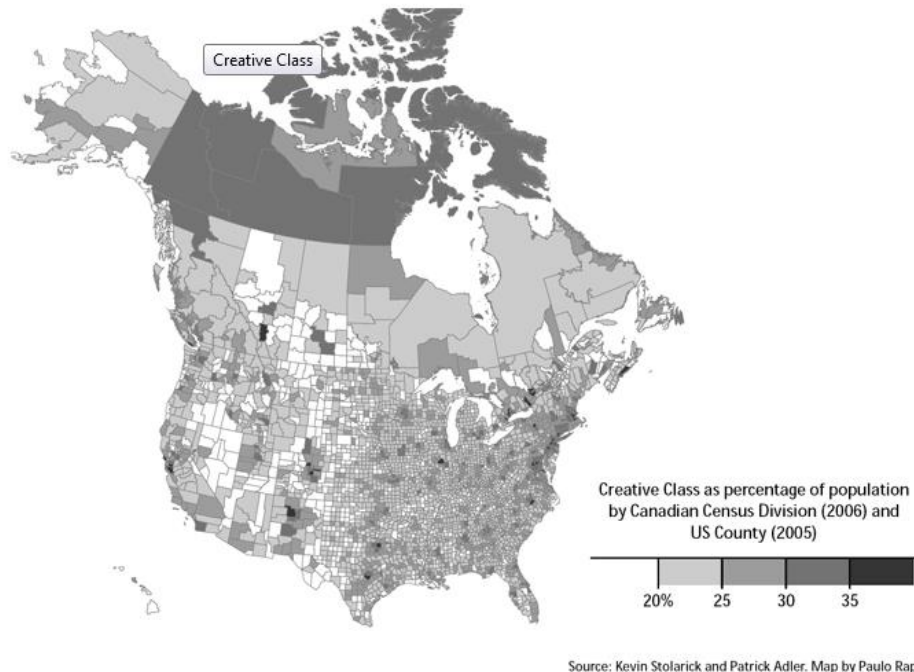 Creative Class
Creative Class as percentage of population
by Canadian Census Division (2006) and
US County (2005)
20% 25 30 35
Source: Kevin Stolarick and Patrick Adler. Map by Paulo Rap